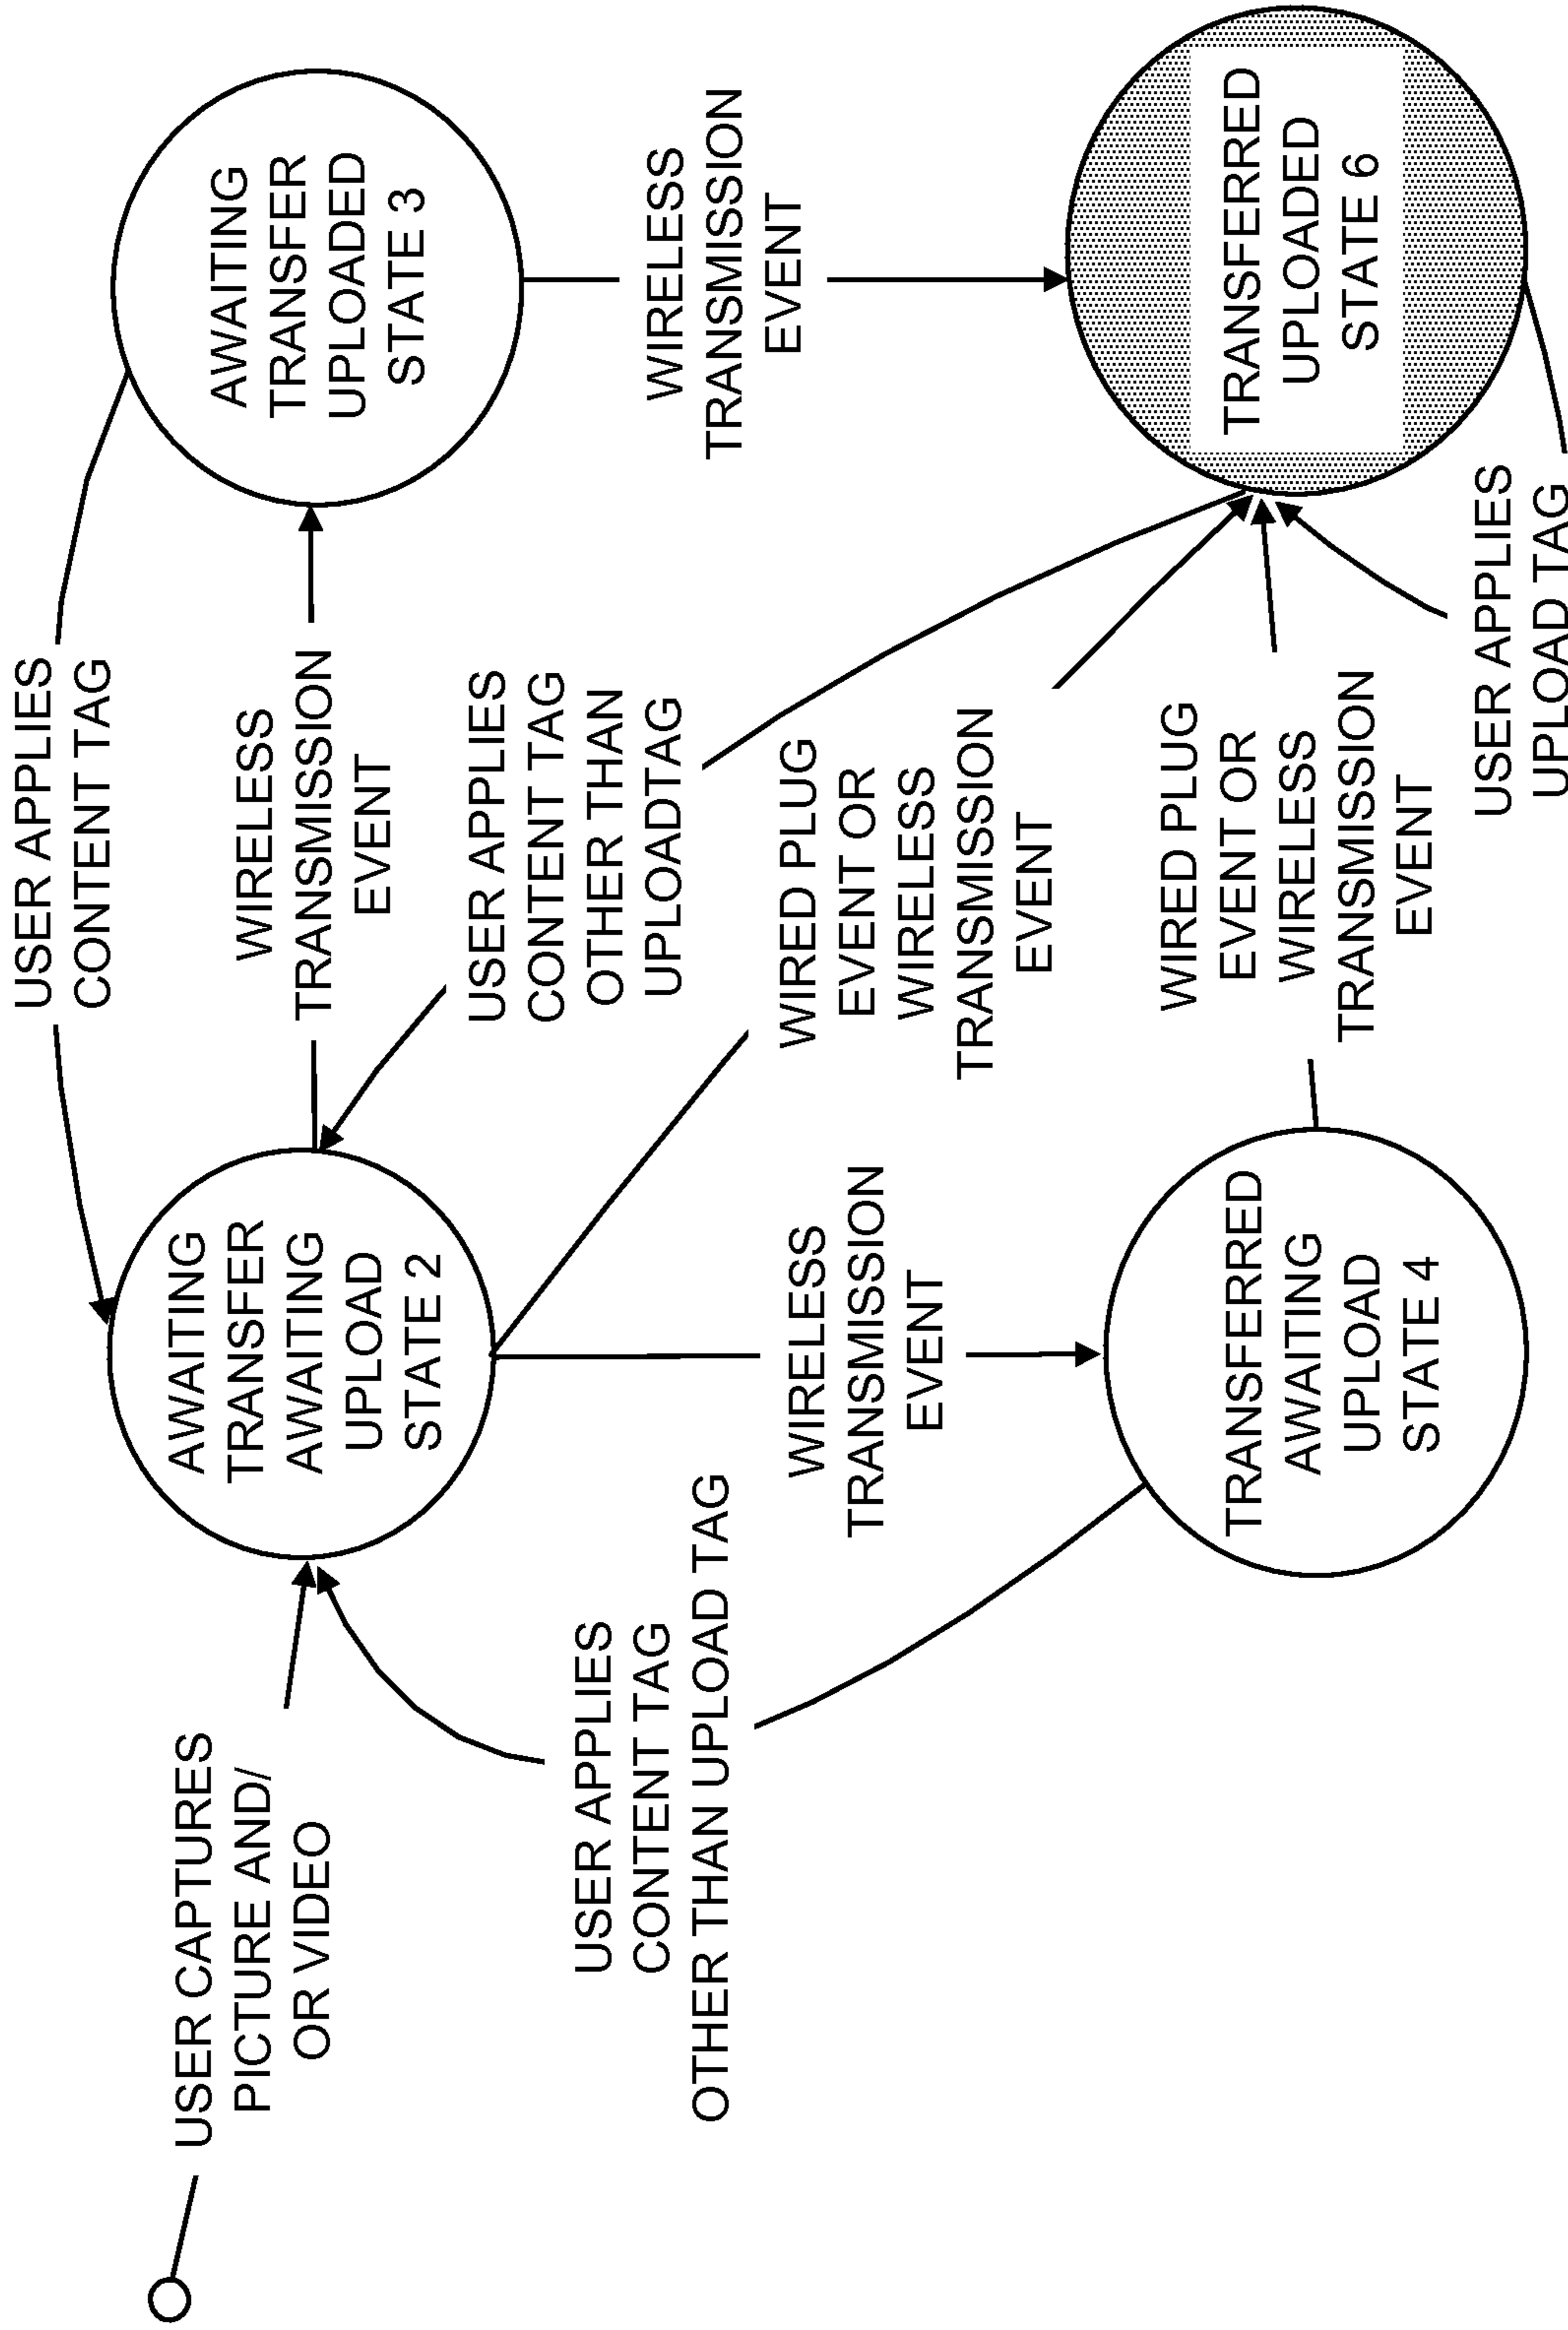 USER CAPTURES
PICTURE AND/
OR VIDEO
AWAITING
TRANSFER
AWAITING
UPLOAD
STATE 2
USER APPLIES
CONTENT TAG
WIRELESS
TRANSMISSION
EVENT
AWAITING
TRANSFER
UPLOADED
STATE 3
USER APPLIES
CONTENT TAG
OTHER THAN
UPLOADTAG
USER APPLIES
CONTENT TAG
OTHER THAN UPLOAD TAG
WIRELESS
TRANSMISSION
EVENT
WIRED PLUG
EVENT OR
WIRELESS
TRANSMISSION
EVENT
WIRELESS
TRANSMISSION
EVENT
TRANSFERRED
AWAITING
UPLOAD
STATE 4
WIRED PLUG
EVENT OR
WIRELESS
TRANSMISSION
EVENT
TRANSFERRED
UPLOADED
STATE 6
USER APPLIES
UPLOAD TAG